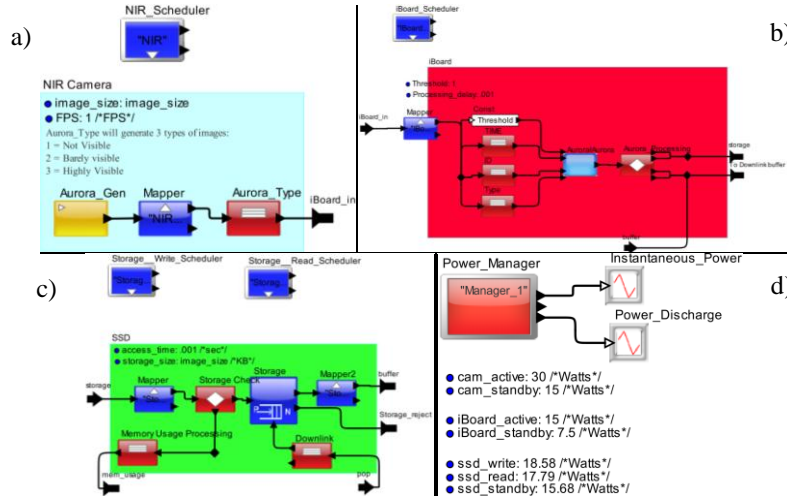 a)
NIR_Scheduler
"NIR"
NIR Camera
image_size: image_size
FPS: 1 /*FPS*/
Aurora_Type will generate 3 types of images:
1 = Not Visible
2 = Barely visible
3 = Highly Visible
Aurora_Gen
Mapper
Aurora_Type
"NIR...
iBoard_in
b)
iBoard_Scheduler
"iBoard...
iBoard
Threshold: (
Processing_delay: .001
iBoard_in
Mapper
Const
Threshold
TIME
ID
Type
Processing
storage
To Downlink buffer
buffer
c)
Storage__Write_Scheduler
Storage__Read_Scheduler
"Storag...
"Storag...
SSD
access_time: .001 /*sec*/
storage_size: image_size /*KB*/
storage
Mapper
Storage Check
Storage
Mapper2
buffer
"Sto...
"Sto...
N
Storage_reject
Memory Usage Processing
Downlink
mem_usage
pop
d)
Power_Manager
"Manager_1"
Instantaneous_Power
Power_Discharge
cam_active: 30 /*Watts*/
cam_standby: 15 /*Watts*/
iBoard_active: 15 /*Watts*/
iBoard_standby: 7.5 /*Watts*/
ssd_write: 18.58 /*Watts*/
ssd_read: 17.79 /*Watts*/
ssd_standby: 15.68 /*Watts*/